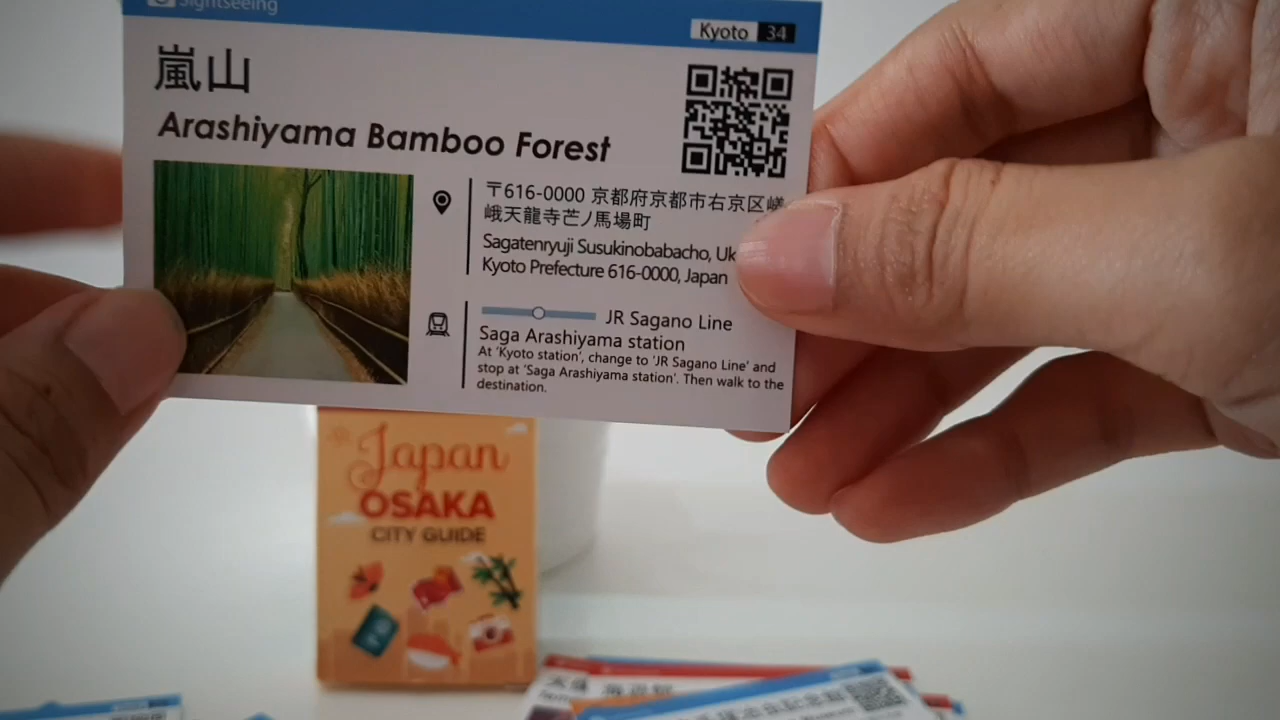 Sightseeing
Kyoto 34
嵐山
Arashiyama Bamboo Forest
〒616-0000 京都府京都市右京区嵯
峨天龍寺芒ノ馬場町
Sagatenryuji Susukinobabacho, Uk
Kyoto Prefecture 616-0000, Japan
JR Sagano Line
Saga Arashiyama station
At 'Kyoto station', change to 'JR Sagano Line' and
stop at 'Saga Arashiyama station'. Then walk to the
destination.
Japan
OSAKA
CITY GUIDE